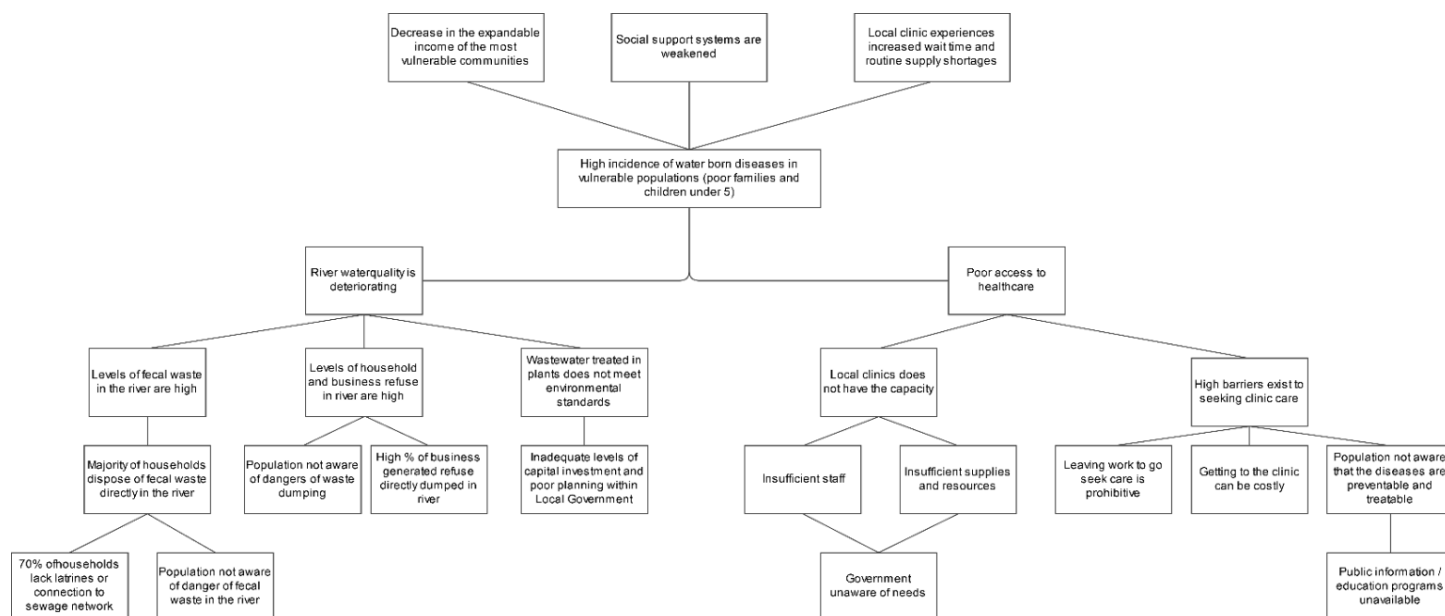 Decrease in the expandable
income of the most
vulnerable communities
Social support systems are
weakened
Local clinic experiences
increased wait time and
routine supply shortages
High incidence of water born diseases in
vulnerable populations (poor families and
children under 5)
River waterquality is
deteriorating
Poor access to
healthcare
Levels of fecal waste
in the river are high
Levels of household
and business refuse
in river are high
Wastewater treated in
plants does not meet
environmental
standards
Local clinics does
not have the capacity
High barriers exist to
seeking clinic care
Majority of households
dispose of fecal waste
directly in the river
Population not aware
of dangers of waste
dumping
High % of business
generated refuse
directly dumped in
river
Inadequate levels of
capital investment and
poor planning within
Local Government
Insufficient staff
Insufficient supplies
and resources
Leaving work to go
seek care is
prohibitive
Getting to the clinic
can be costly
Population not aware
that the diseases are
preventable and
treatable
70% ofhouseholds
lack latrines or
connection to
sewage network
Population not aware
of danger of fecal
waste in the river
Government
unaware of needs
Public information /
education programs
unavailable